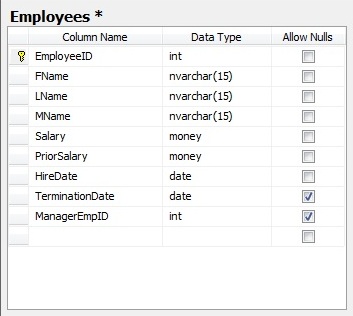 Employees *
Column Name Data Type Allow Nulls
EmployeeID int
FName nvarchar(15)
LName nvarchar(15)
MName nvarchar(15)
Salary money
PriorSalary money
HireDate date
TerminationDate date
ManagerEmpID int